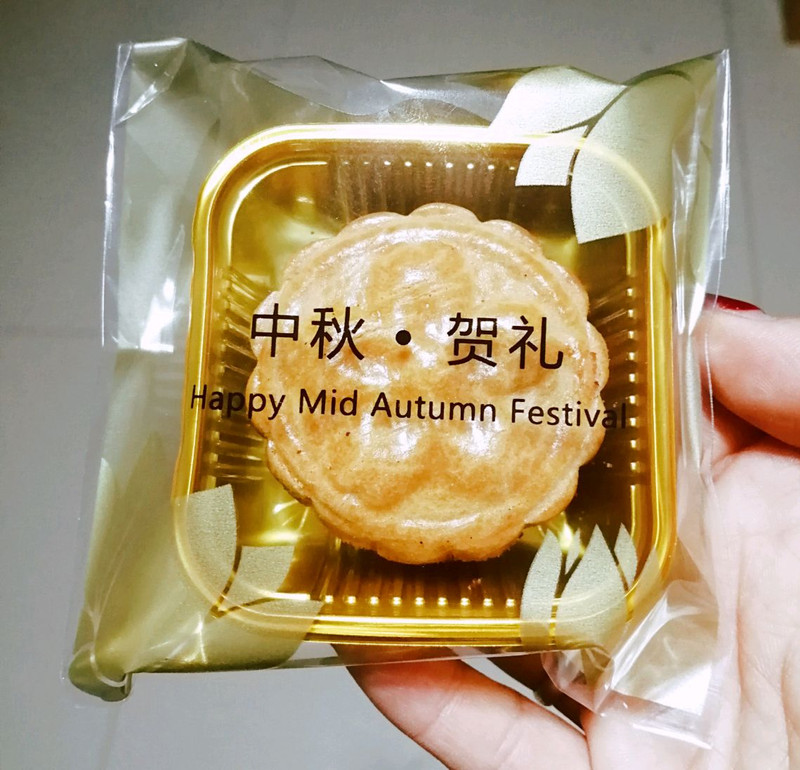 中秋·贺礼
Happy Mid Autumn Festival